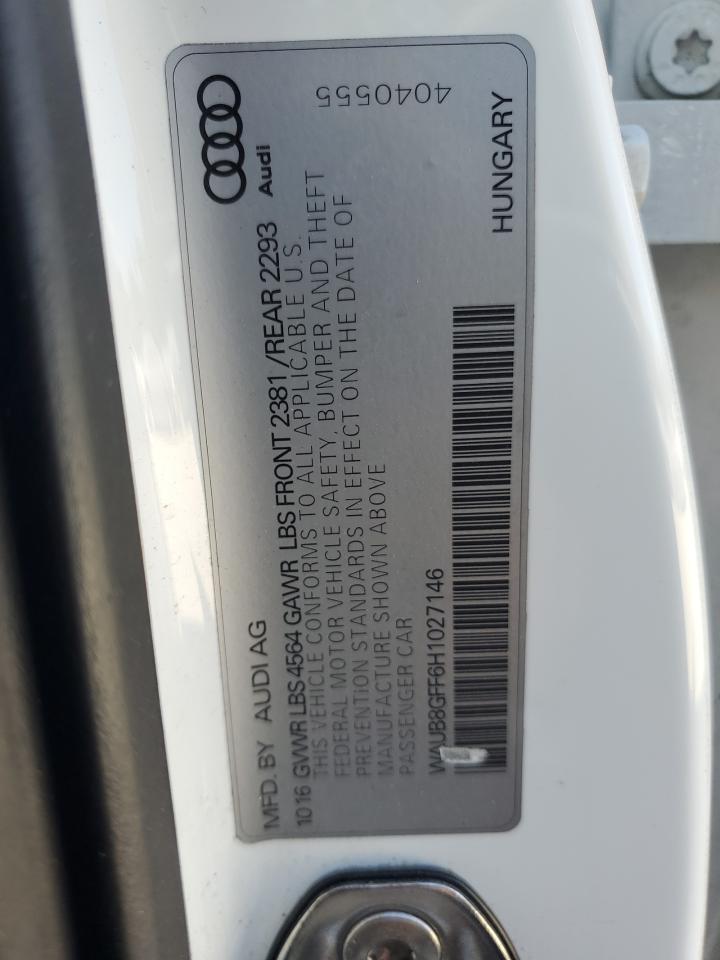 MFD. BY AUDI AG
Audi
10 16 GVWR LBS 4564 GAWR LBS FRONT 2381 /REAR 2293
THIS VEHICLE CONFORMS TO ALL APPLICABLE U.S.
FEDERAL MOTOR VEHICLE SAFETY, BUMPER AND THEFT
PREVENTION STANDARDS IN EFFECT ON THE DATE OF
MANUFACTURE SHOWN ABOVE
PASSENGER CAR
WAUB8GFF6H1027146
HUNGARY
4040555